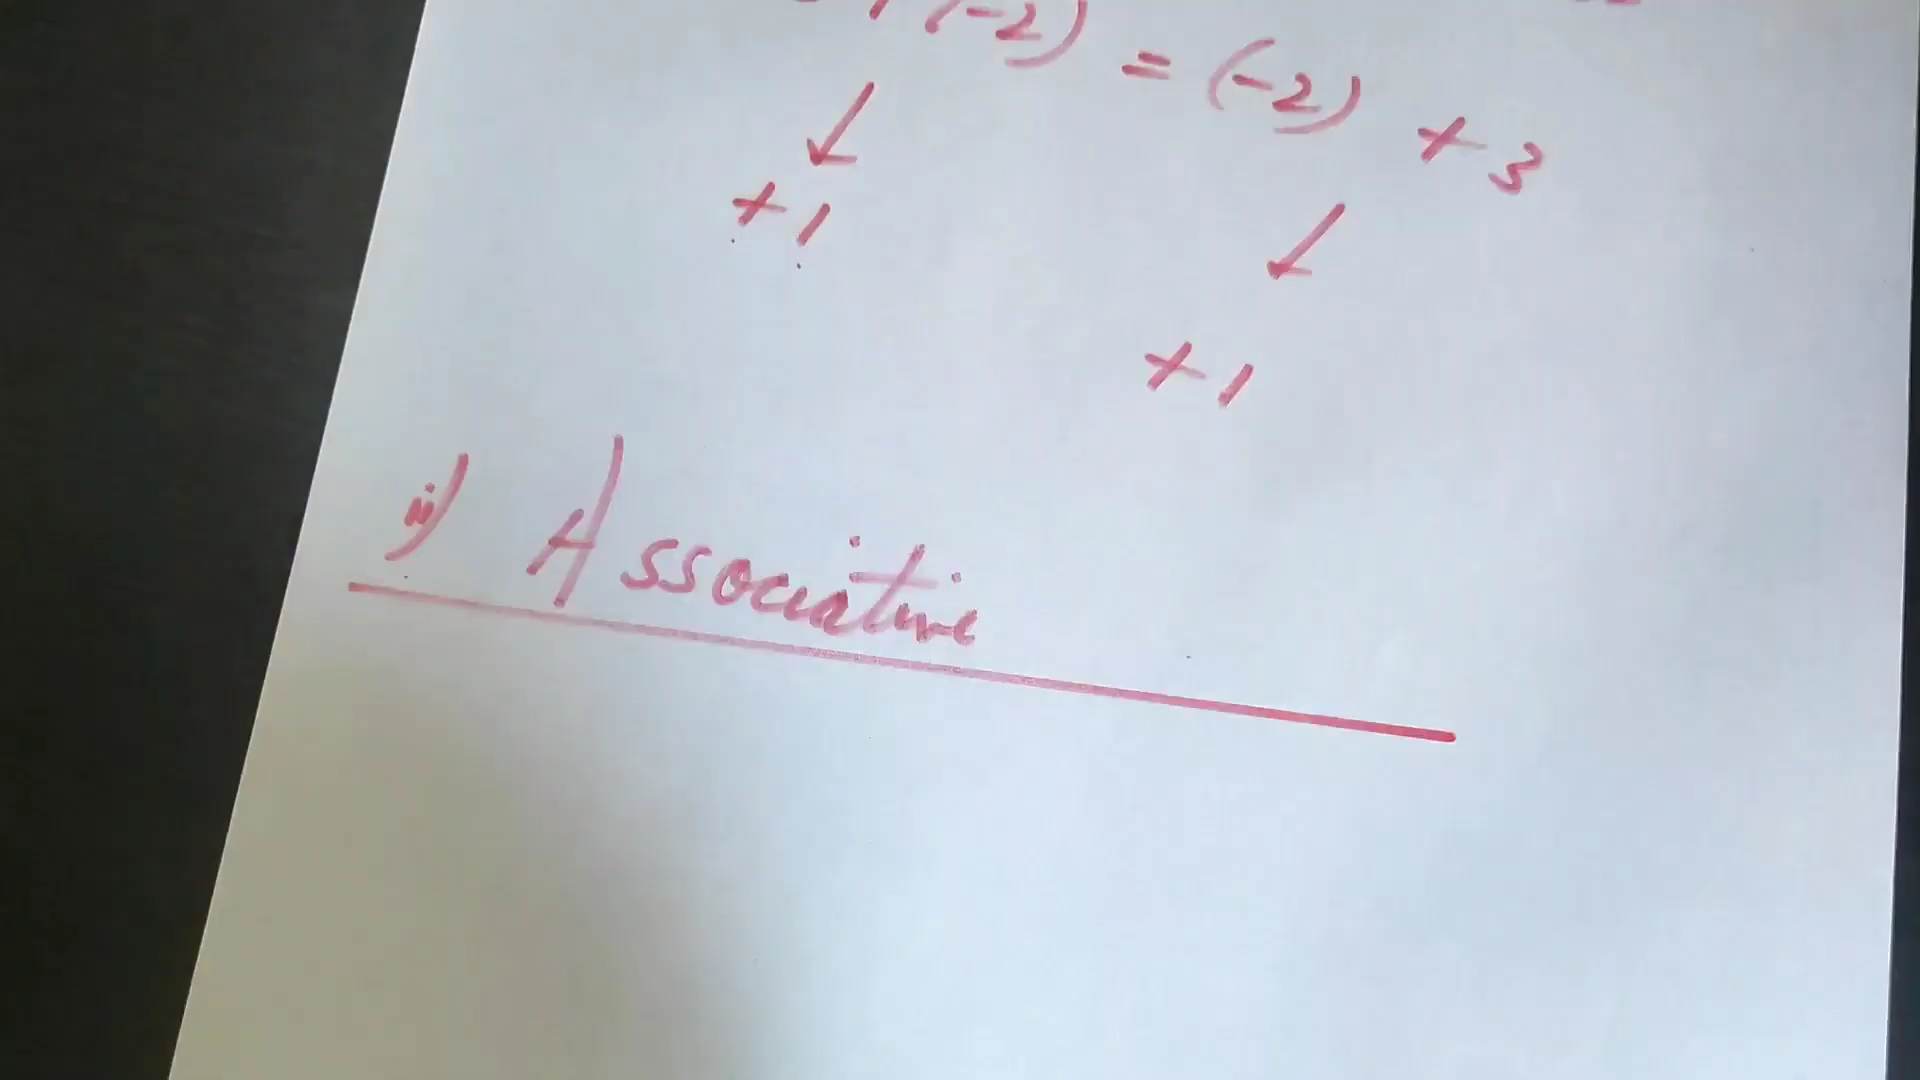 + (-2) = (-2) + 3
+1
+1
ii) Associative